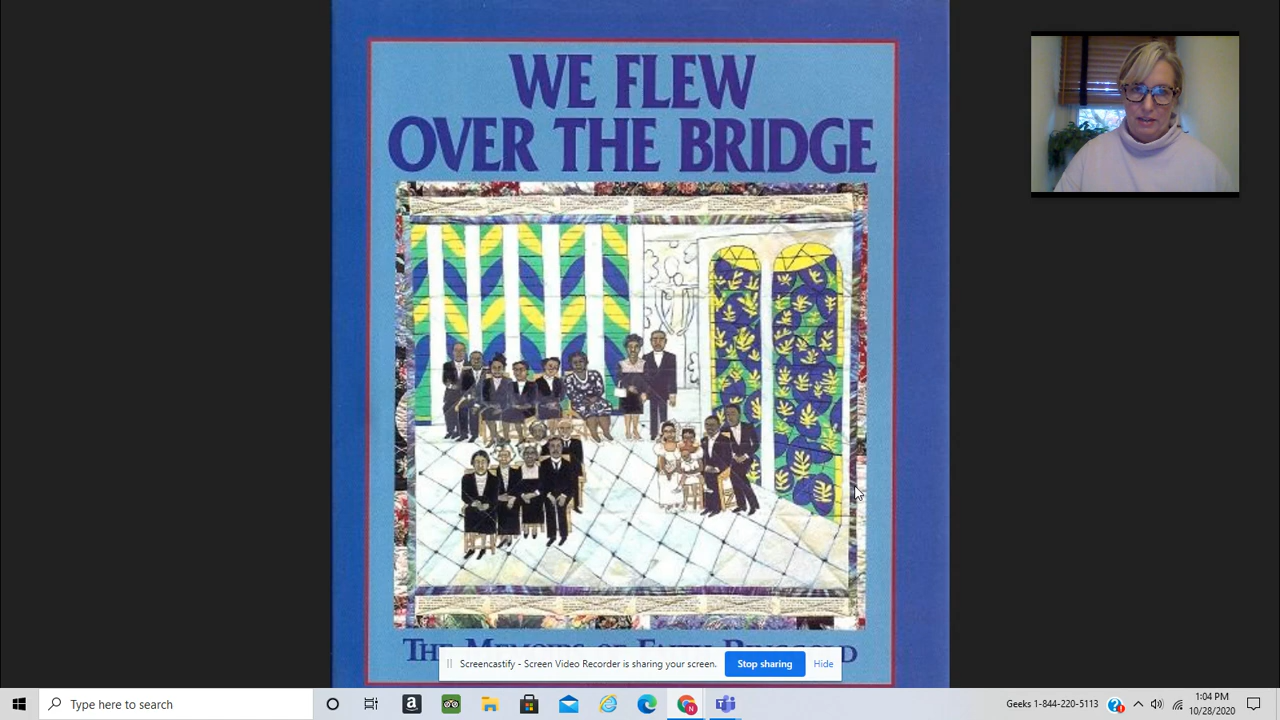 WE FLEW
OVER THE BRIDGE
Screencastify - Screen Video Recorder is sharing your screen.
Stop sharing
Hide
Type here to search
Geeks 1-844-220-5113
1:04 PM
10/28/2020